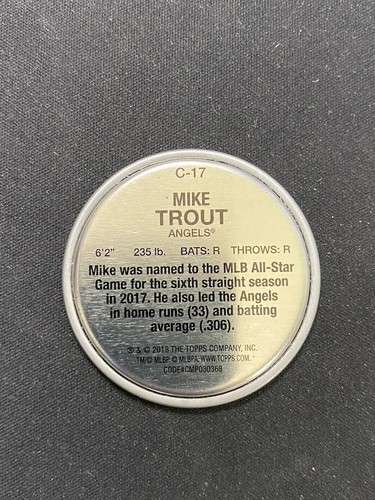 C-17
MIKE
TROUT
ANGELS®
6'2" 235 lb. BATS: R THROWS: R
Mike was named to the MLB All-Star
Game for the sixth straight season
in 2017. He also led the Angels
in home runs (33) and batting
average (.306).
® & © 2018 THE TOPPS COMPANY, INC.
TM/© MLBP. © MLBPA. WWW.TOPPS.COM.
CODE#CMP030368